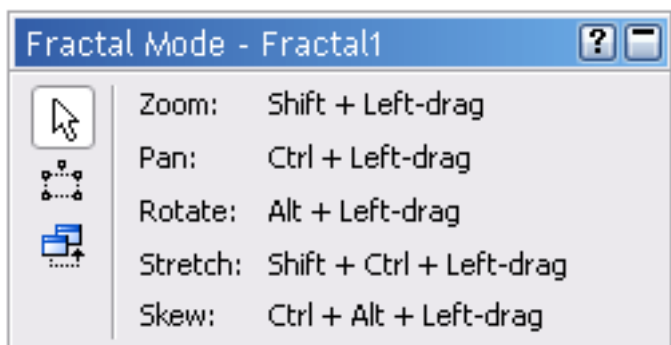 Fractal Mode - Fractal1 ?
Zoom: Shift + Left-drag
Pan: Ctrl + Left-drag
Rotate: Alt + Left-drag
Stretch: Shift + Ctrl + Left-drag
Skew: Ctrl + Alt + Left-drag